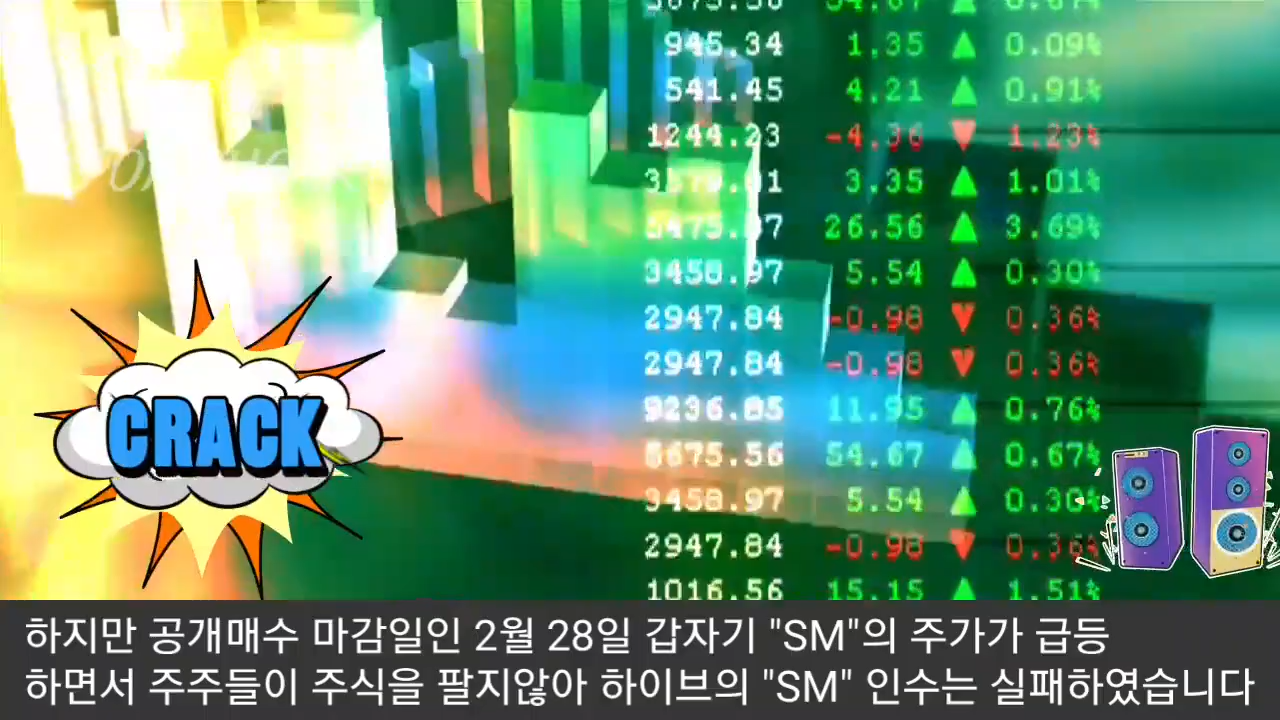 945.34 1.35 ▲ 0.09%
541.45 4.21 ▲ 0.91%
1244.23 -4.36 ▼ 1.23%
3.35 ▲ 1.01%
26.56 ▲ 3.69%
3458.97 5.54 ▲ 0.30%
2947.84 -0.98 ▼ 0.36%
2947.84 -0.98 ▼ 0.36%
9236.85 11.95 ▲ 0.76%
5675.56 54.67 ▲ 0.67%
3458.97 5.54 ▲ 0.30%
2947.84 -0.98 ▼ 0.36%
1016.56 15.15 ▲ 1.51%
CRACK
하지만 공개매수 마감일인 2월 28일 갑자기 "SM"의 주가가 급등
하면서 주주들이 주식을 팔지않아 하이브의 "SM" 인수는 실패하였습니다